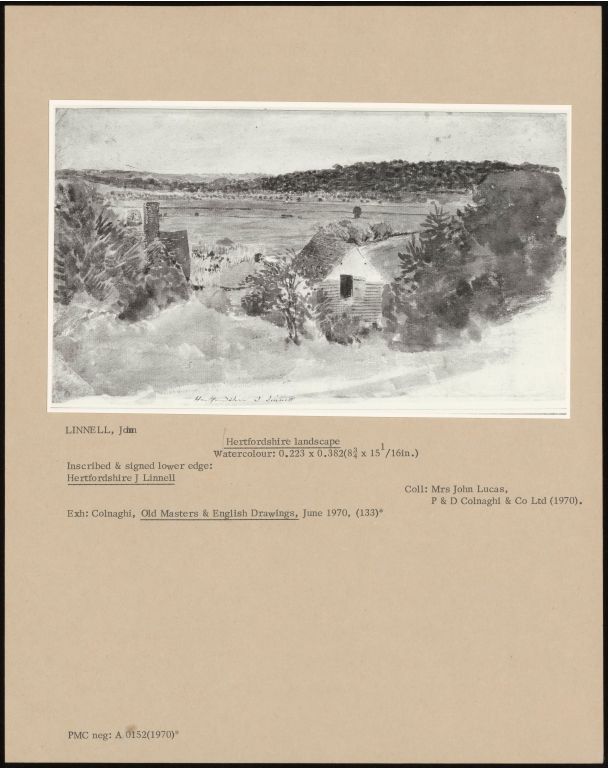 Hertfordshire J Linnell
LINNELL, John
Hertfordshire landscape
Watercolour: 0.223 x 0.382(8¾ x 15 1/16in.)
Inscribed & signed lower edge:
Hertfordshire J Linnell
Coll: Mrs John Lucas,
P & D Colnaghi & Co Ltd (1970).
Exh: Colnaghi, Old Masters & English Drawings, June 1970, (133)*
PMC neg: A 0152(1970)*